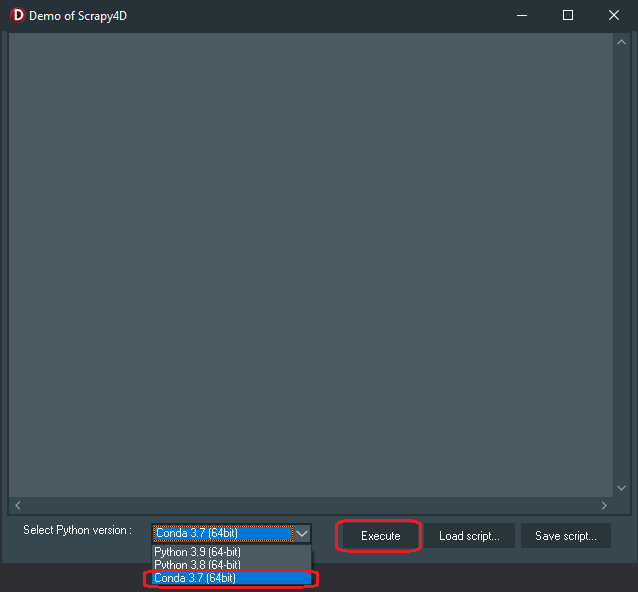 D Demo of Scrapy4D
Select Python version :
Conda 3.7 (64bit)
Execute
Load script...
Save script...
Python 3.9 (64-bit)
Python 3.8 (64-bit)
Conda 3.7 (64bit)